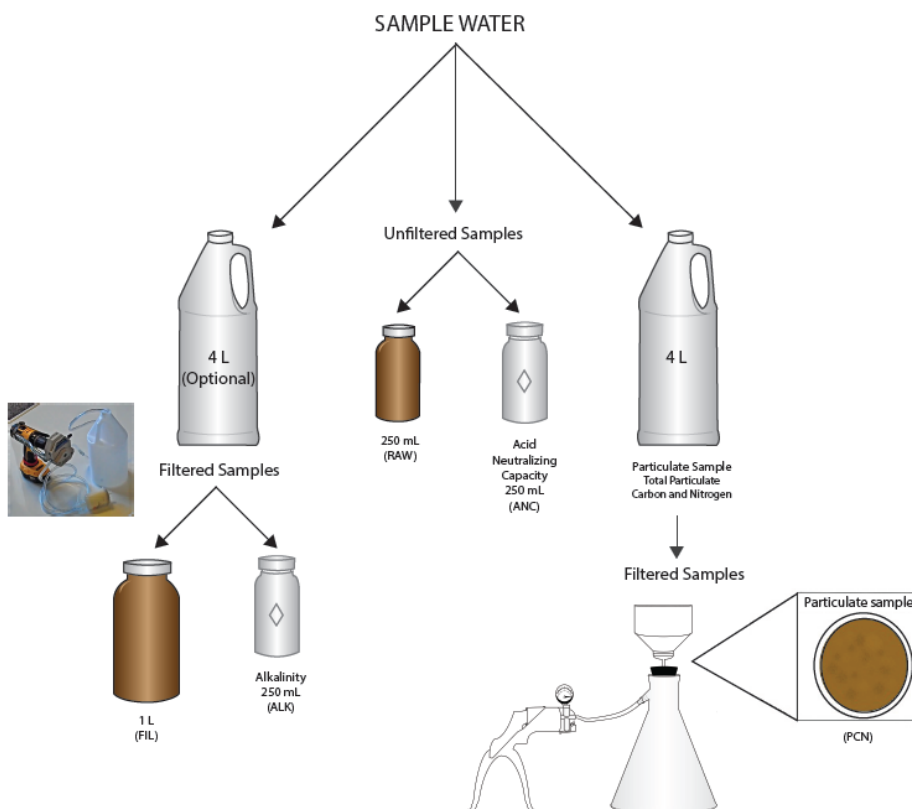 SAMPLE WATER
4 L
(Optional)
Filtered Samples
1 L
(FIL)
Alkalinity
250 mL
(ALK)
Unfiltered Samples
250 mL
(RAW)
Acid
Neutralizing
Capacity
250 mL
(ANC)
4 L
Particulate Sample
Total Particulate
Carbon and Nitrogen
Filtered Samples
Particulate sample
(PCN)